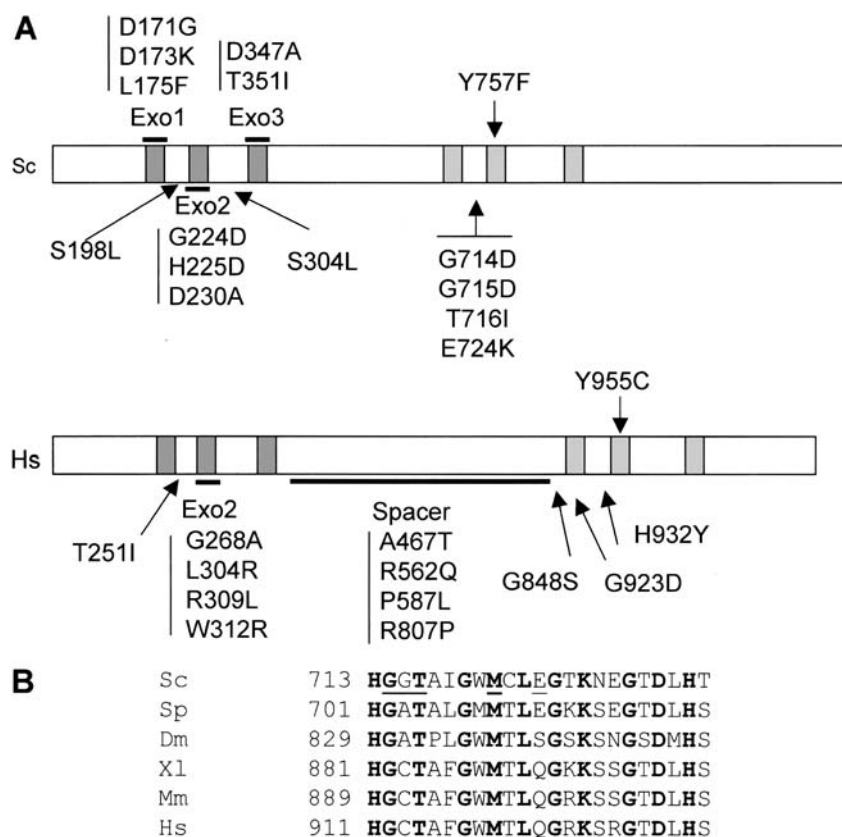 A
D171G
D173K
L175F
D347A
T351I
Y757F
Exo1
Exo3
Sc
Exo2
S198L
G224D
H225D
D230A
S304L
G714D
G715D
T716I
E724K
Y955C
Hs
Exo2
Spacer
T251I
G268A
L304R
R309L
W312R
A467T
R562Q
P587L
R807P
G848S
G923D
H932Y
B
Sc 713 HGGTAIGWMCLEGTKNEGTDLHT
Sp 701 HGATALGMMTLEGKKSEGTDLHS
Dm 829 HGATPLGWMTLSGSKSNGSDMHS
Xl 881 HGCTAFGWMTLQGKKSSGTDLHS
Mm 889 HGCTAFGWMTLQGRKSRGTDLHS
Hs 911 HGCTAFGWMTLQGRKSRGTDLHS